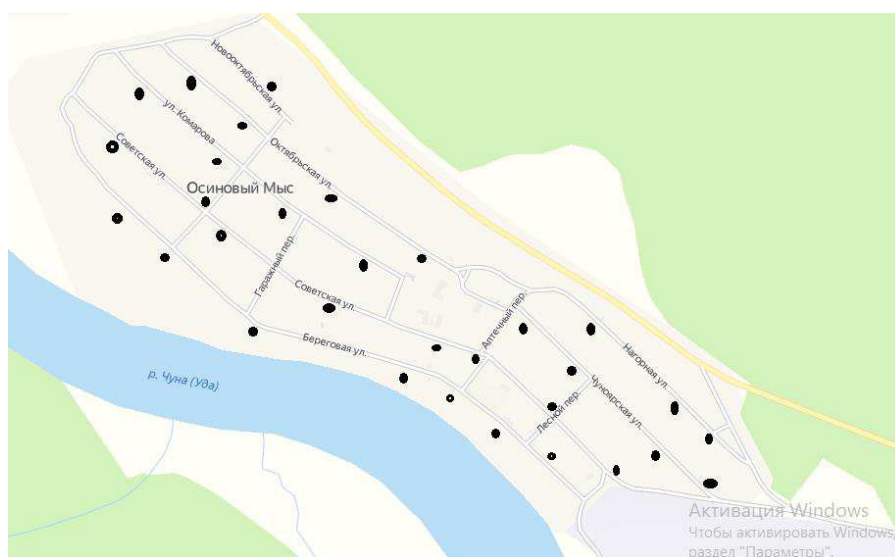 Новооктябрьская ул.
ул. Комарова
Октябрьская ул.
Советская ул.
Осиновый Мыс
Гаражный пер.
Советская ул.
Аптечный пер.
Береговая ул.
Нагорная ул.
р. Чуна (Уда)
Чуноярская ул.
Лесной пер.
Активация Windows
Чтобы активировать Windows,
раздел "Параметры".